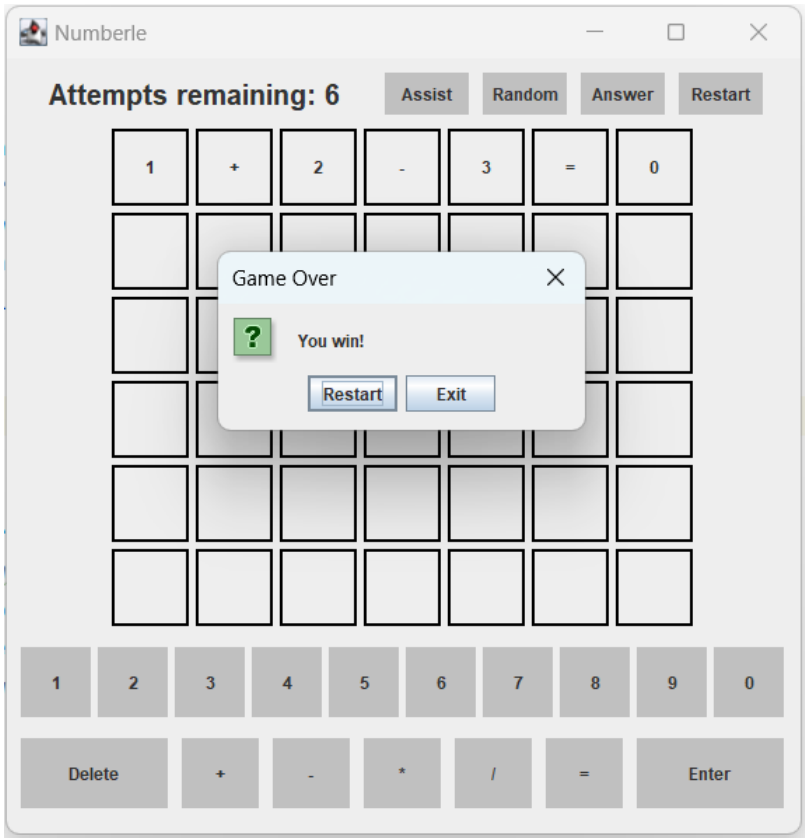 Numberle
Attempts remaining: 6 Assist Random Answer Restart
1 + 2 - 3 = 0
Game Over
? You win!
Restart Exit
1 2 3 4 5 6 7 8 9 0
Delete + - * / = Enter